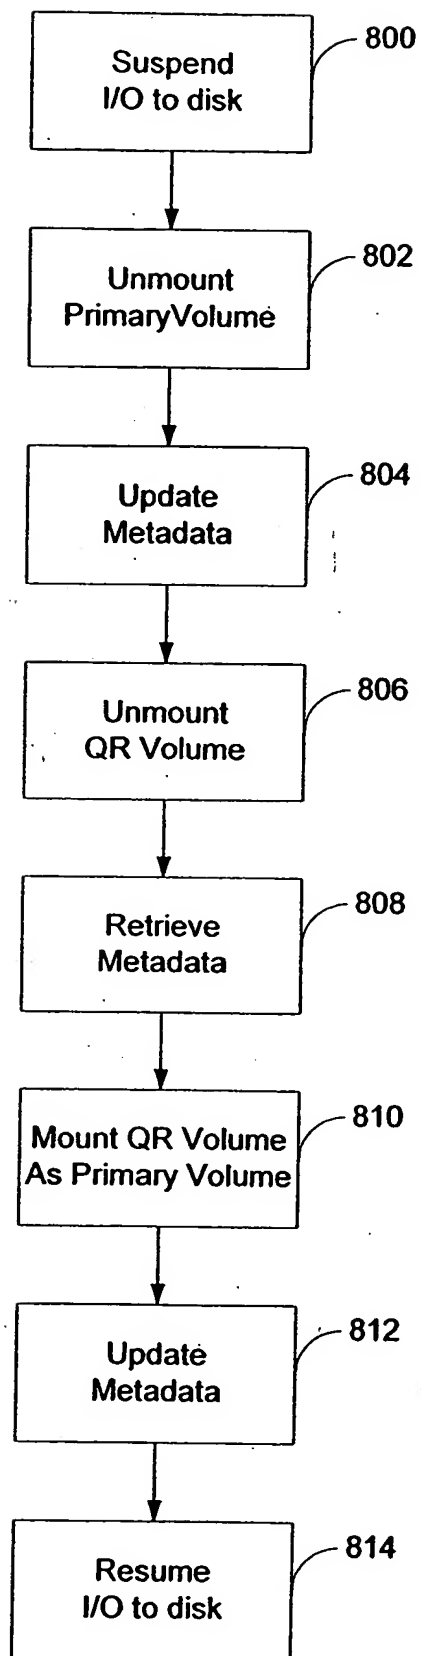 800
Suspend
I/O to disk
802
Unmount
PrimaryVolume
804
Update
Metadata
806
Unmount
QR Volume
808
Retrieve
Metadata
810
Mount QR Volume
As Primary Volume
812
Update
Metadata
814
Resume
I/O to disk